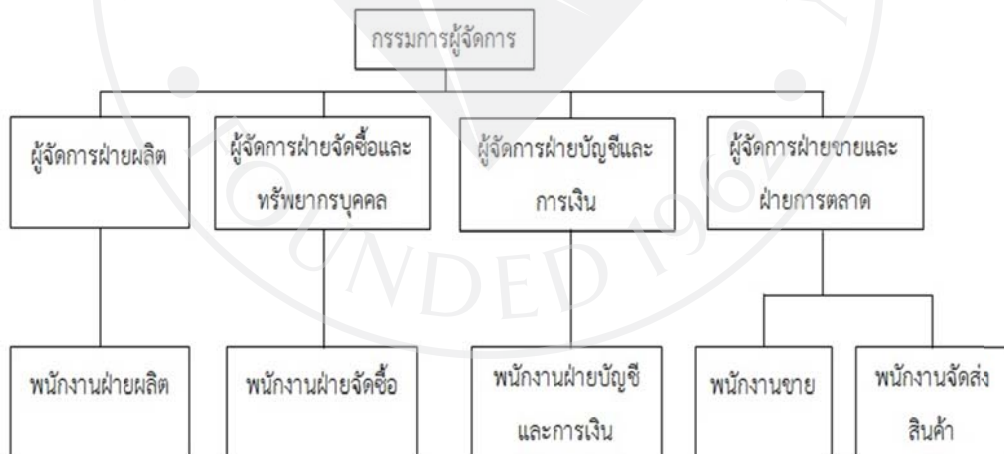 กรรมการผู้จัดการ
ผู้จัดการฝ่ายผลิต
ผู้จัดการฝ่ายจัดซื้อและ
ทรัพยากรบุคคล
ผู้จัดการฝ่ายบัญชีและ
การเงิน
ผู้จัดการฝ่ายขายและ
ฝ่ายการตลาด
FOUNDED 1962
พนักงานฝ่ายผลิต
พนักงานฝ่ายจัดซื้อ
พนักงานฝ่ายบัญชี
และการเงิน
พนักงานขาย
พนักงานจัดส่ง
สินค้า